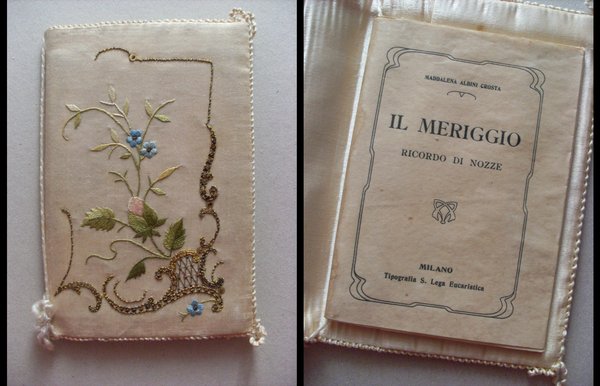 MADDALENA ALBINI CROSTA
IL MERIGGIO
RICORDO DI NOZZE
MILANO
Tipografia S. Lega Eucaristica